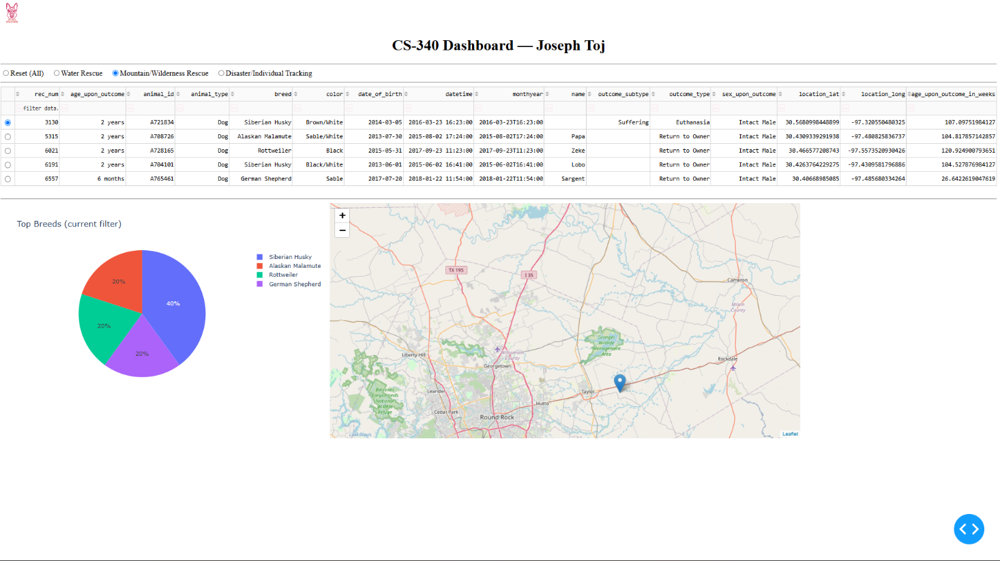 CS-340 Dashboard — Joseph Toj
Reset (All) Water Rescue Mountain/Wilderness Rescue Disaster/Individual Tracking
rec_num age_upon_outcome animal_id animal_type breed color date_of_birth datetime monthyear name outcome_subtype outcome_type sex_upon_outcome location_lat location_long age_upon_outcome_in_weeks
filter data.
3130 2 years A721834 Dog Siberian Husky Brown/White 2014-03-05 2016-03-23 16:23:00 2016-03-23T16:23:00 Suffering Euthanasia Intact Male 30.5680998448899 -97.320550480325 107.09751984127
5315 2 years A708726 Dog Alaskan Malamute Sable/White 2013-07-30 2015-08-02 17:24:00 2015-08-02T17:24:00 Papa Return to Owner Intact Male 30.4309339291938 -97.480825836737 104.817857142857
6021 2 years A728165 Dog Rottweiler Black 2015-05-31 2017-09-23 11:23:00 2017-09-23T11:23:00 Zeke Return to Owner Intact Male 30.466577208743 -97.5573520930426 120.924900793651
6191 2 years A704101 Dog Siberian Husky Black/White 2013-06-01 2015-06-02 16:41:00 2015-06-02T16:41:00 Lobo Return to Owner Intact Male 30.4263764229275 -97.4309581796886 104.527876984127
6557 6 months A765461 Dog German Shepherd Sable 2017-07-20 2018-01-22 11:54:00 2018-01-22T11:54:00 Sargent Return to Owner Intact Male 30.40668985085 -97.485680334264 26.6422619047619
Top Breeds (current filter)
40%
20%
20%
20%
Siberian Husky
Alaskan Malamute
Rottweiler
German Shepherd
+
−
TX 195
I 35
Cameron
Milam
County
Granger
Wildlife
Management
Area
Liberty Hill
Williamson
County
Georgetown
Rockdale
Leander
Taylor
Balcones
Canyonlands
National
Wildlife
Refuge
Hutto
Cedar Park
Round Rock
Lake Travis
Leaflet